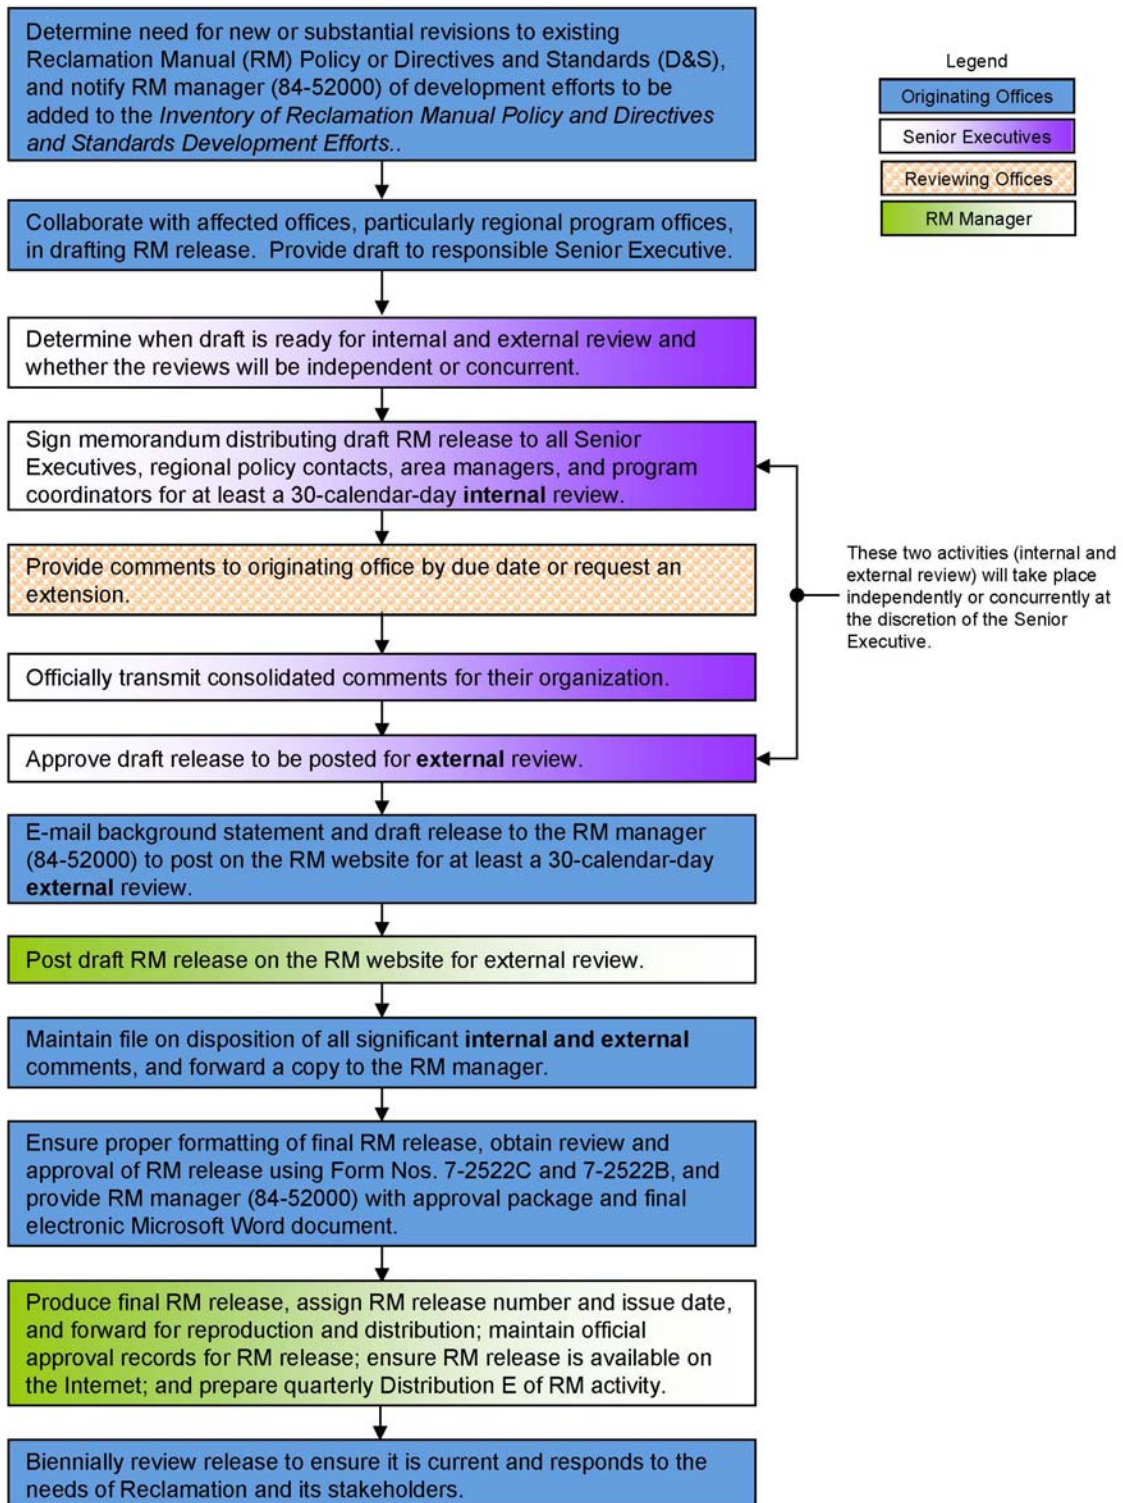 Determine need for new or substantial revisions to existing
Reclamation Manual (RM) Policy or Directives and Standards (D&S),
and notify RM manager (84-52000) of development efforts to be
added to the Inventory of Reclamation Manual Policy and Directives
and Standards Development Efforts..
Legend
Originating Offices
Senior Executives
Reviewing Offices
RM Manager
Collaborate with affected offices, particularly regional program offices,
in drafting RM release. Provide draft to responsible Senior Executive.
Determine when draft is ready for internal and external review and
whether the reviews will be independent or concurrent.
Sign memorandum distributing draft RM release to all Senior
Executives, regional policy contacts, area managers, and program
coordinators for at least a 30-calendar-day internal review.
Provide comments to originating office by due date or request an
extension.
These two activities (internal and
external review) will take place
independently or concurrently at
the discretion of the Senior
Executive.
Officially transmit consolidated comments for their organization.
Approve draft release to be posted for external review.
E-mail background statement and draft release to the RM manager
(84-52000) to post on the RM website for at least a 30-calendar-day
external review.
Post draft RM release on the RM website for external review.
Maintain file on disposition of all significant internal and external
comments, and forward a copy to the RM manager.
Ensure proper formatting of final RM release, obtain review and
approval of RM release using Form Nos. 7-2522C and 7-2522B, and
provide RM manager (84-52000) with approval package and final
electronic Microsoft Word document.
Produce final RM release, assign RM release number and issue date,
and forward for reproduction and distribution; maintain official
approval records for RM release; ensure RM release is available on
the Internet; and prepare quarterly Distribution E of RM activity.
Biennially review release to ensure it is current and responds to the
needs of Reclamation and its stakeholders.